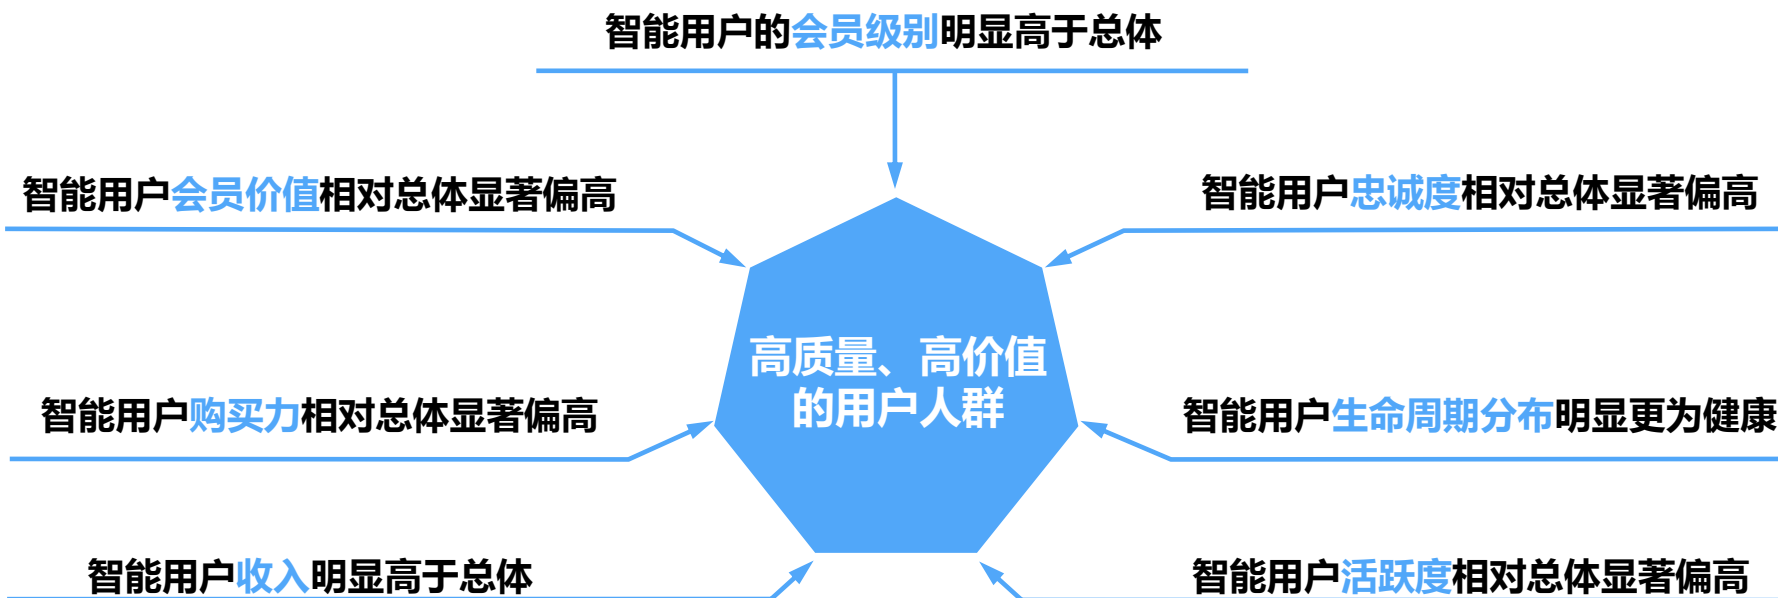 智能用户的会员级别明显高于总体
智能用户会员价值相对总体显著偏高
智能用户忠诚度相对总体显著偏高
高质量、高价值
的用户人群
智能用户购买力相对总体显著偏高
智能用户生命周期分布明显更为健康
智能用户收入明显高于总体
智能用户活跃度相对总体显著偏高